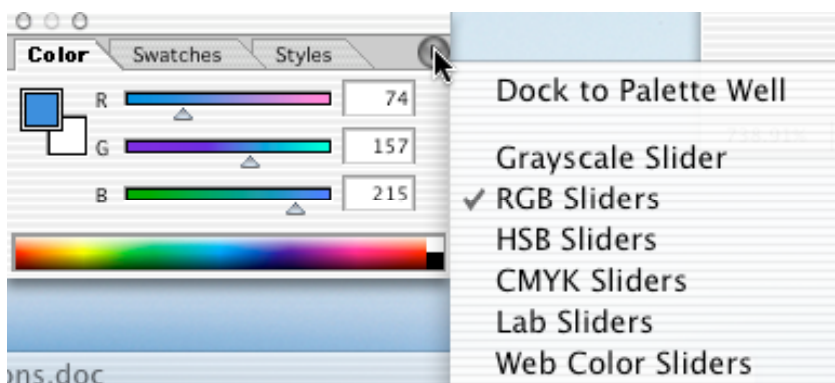 Color Swatches Styles
R 74
G 157
B 215
Dock to Palette Well
Grayscale Slider
RGB Sliders
HSB Sliders
CMYK Sliders
Lab Sliders
Web Color Sliders
ons.doc